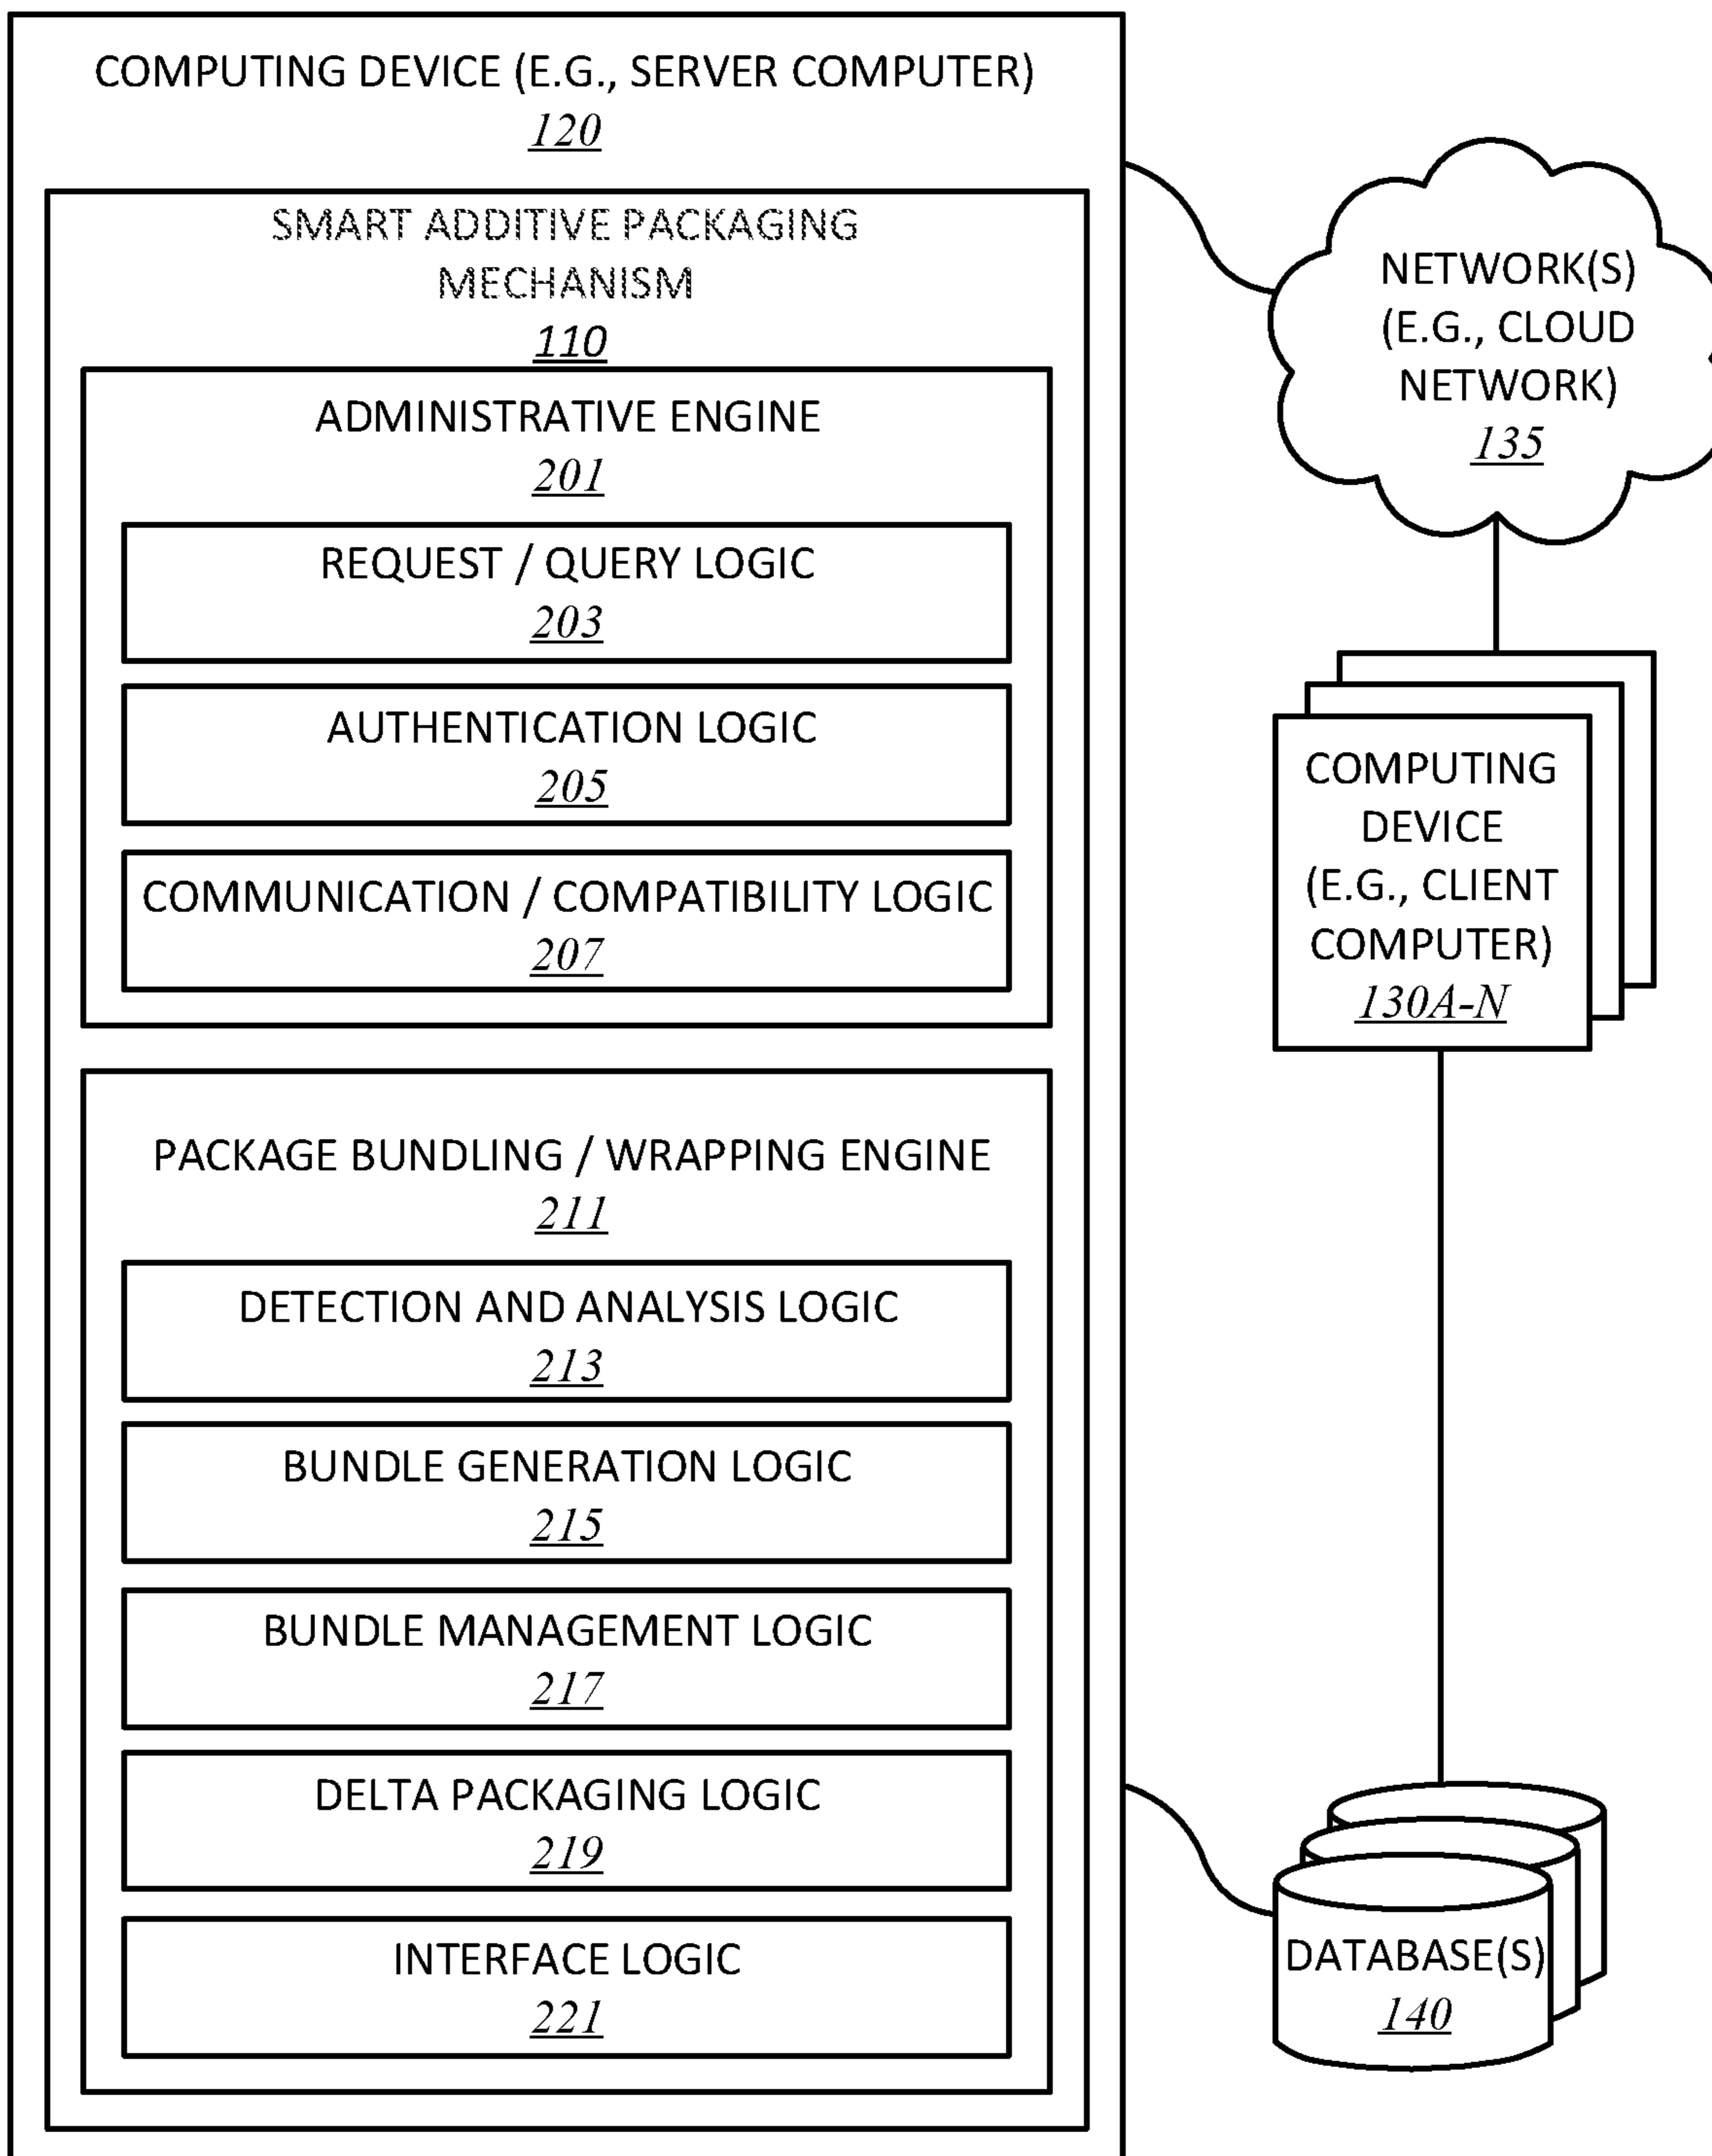 COMPUTING DEVICE (E.G., SERVER COMPUTER)
120
SMART ADDITIVE PACKAGING
MECHANISM
110
ADMINISTRATIVE ENGINE
201
REQUEST / QUERY LOGIC
203
AUTHENTICATION LOGIC
205
COMMUNICATION / COMPATIBILITY LOGIC
207
PACKAGE BUNDLING / WRAPPING ENGINE
211
DETECTION AND ANALYSIS LOGIC
213
BUNDLE GENERATION LOGIC
215
BUNDLE MANAGEMENT LOGIC
217
DELTA PACKAGING LOGIC
219
INTERFACE LOGIC
221
NETWORK(S)
(E.G., CLOUD
NETWORK)
135
COMPUTING
DEVICE
(E.G., CLIENT
COMPUTER)
130A-N
DATABASE(S)
140